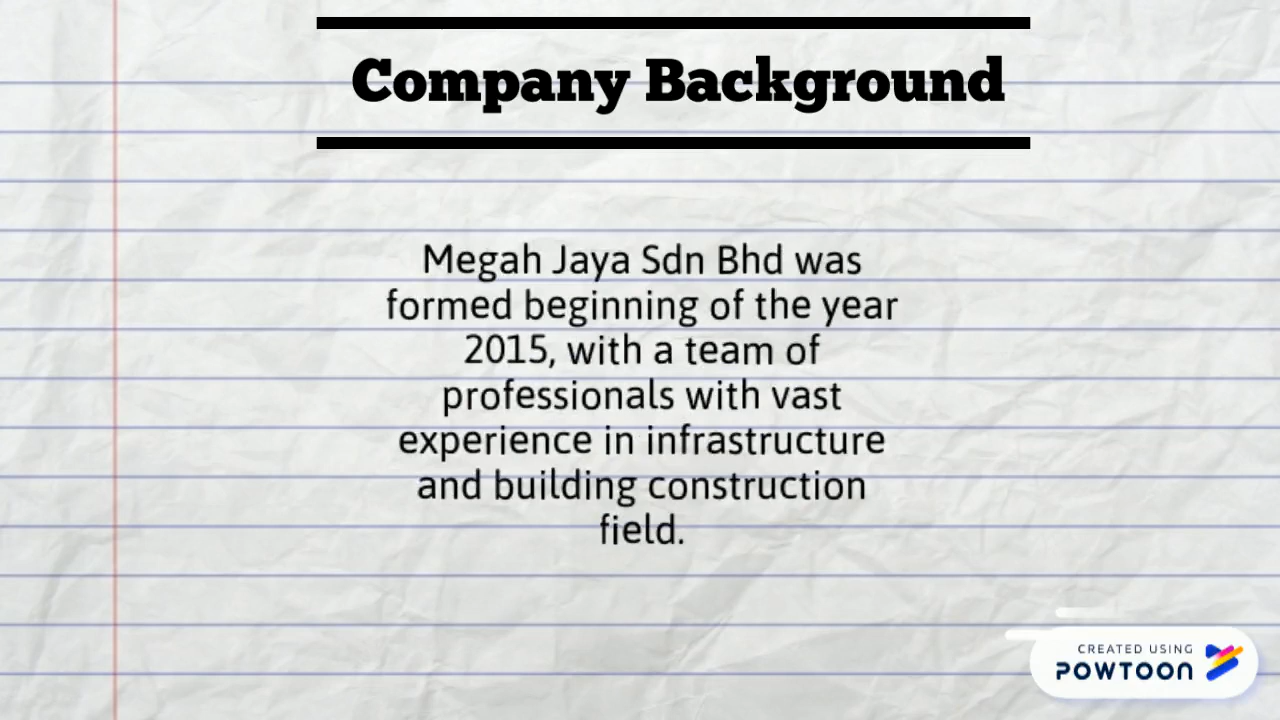 Company Background
Megah Jaya Sdn Bhd was
formed beginning of the year
2015, with a team of
professionals with vast
experience in infrastructure
and building construction
field.
CREATED USING
POWTOON